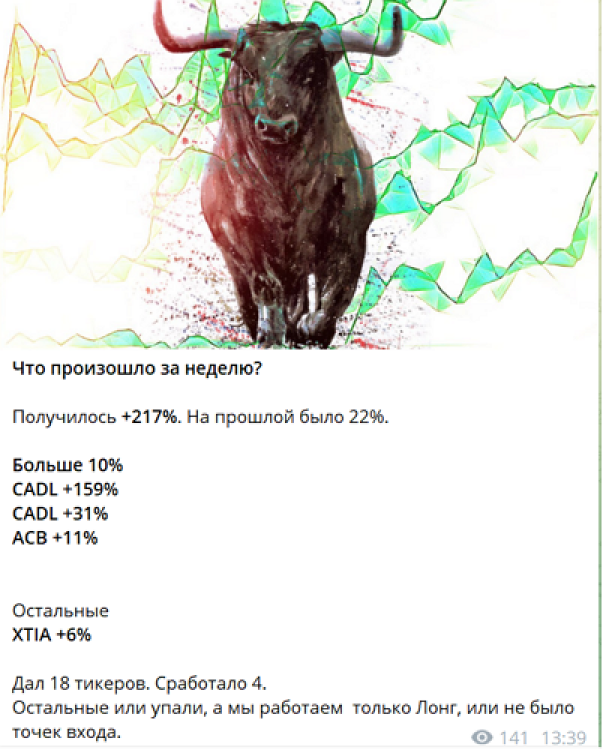 Что произошло за неделю?
Получилось +217%. На прошлой было 22%.
Больше 10%
CADL +159%
CADL +31%
ACB +11%
Остальные
XTIA +6%
Дал 18 тикеров. Сработало 4.
Остальные или упали, а мы работаем только Лонг, или не было
точек входа.
141 13:39